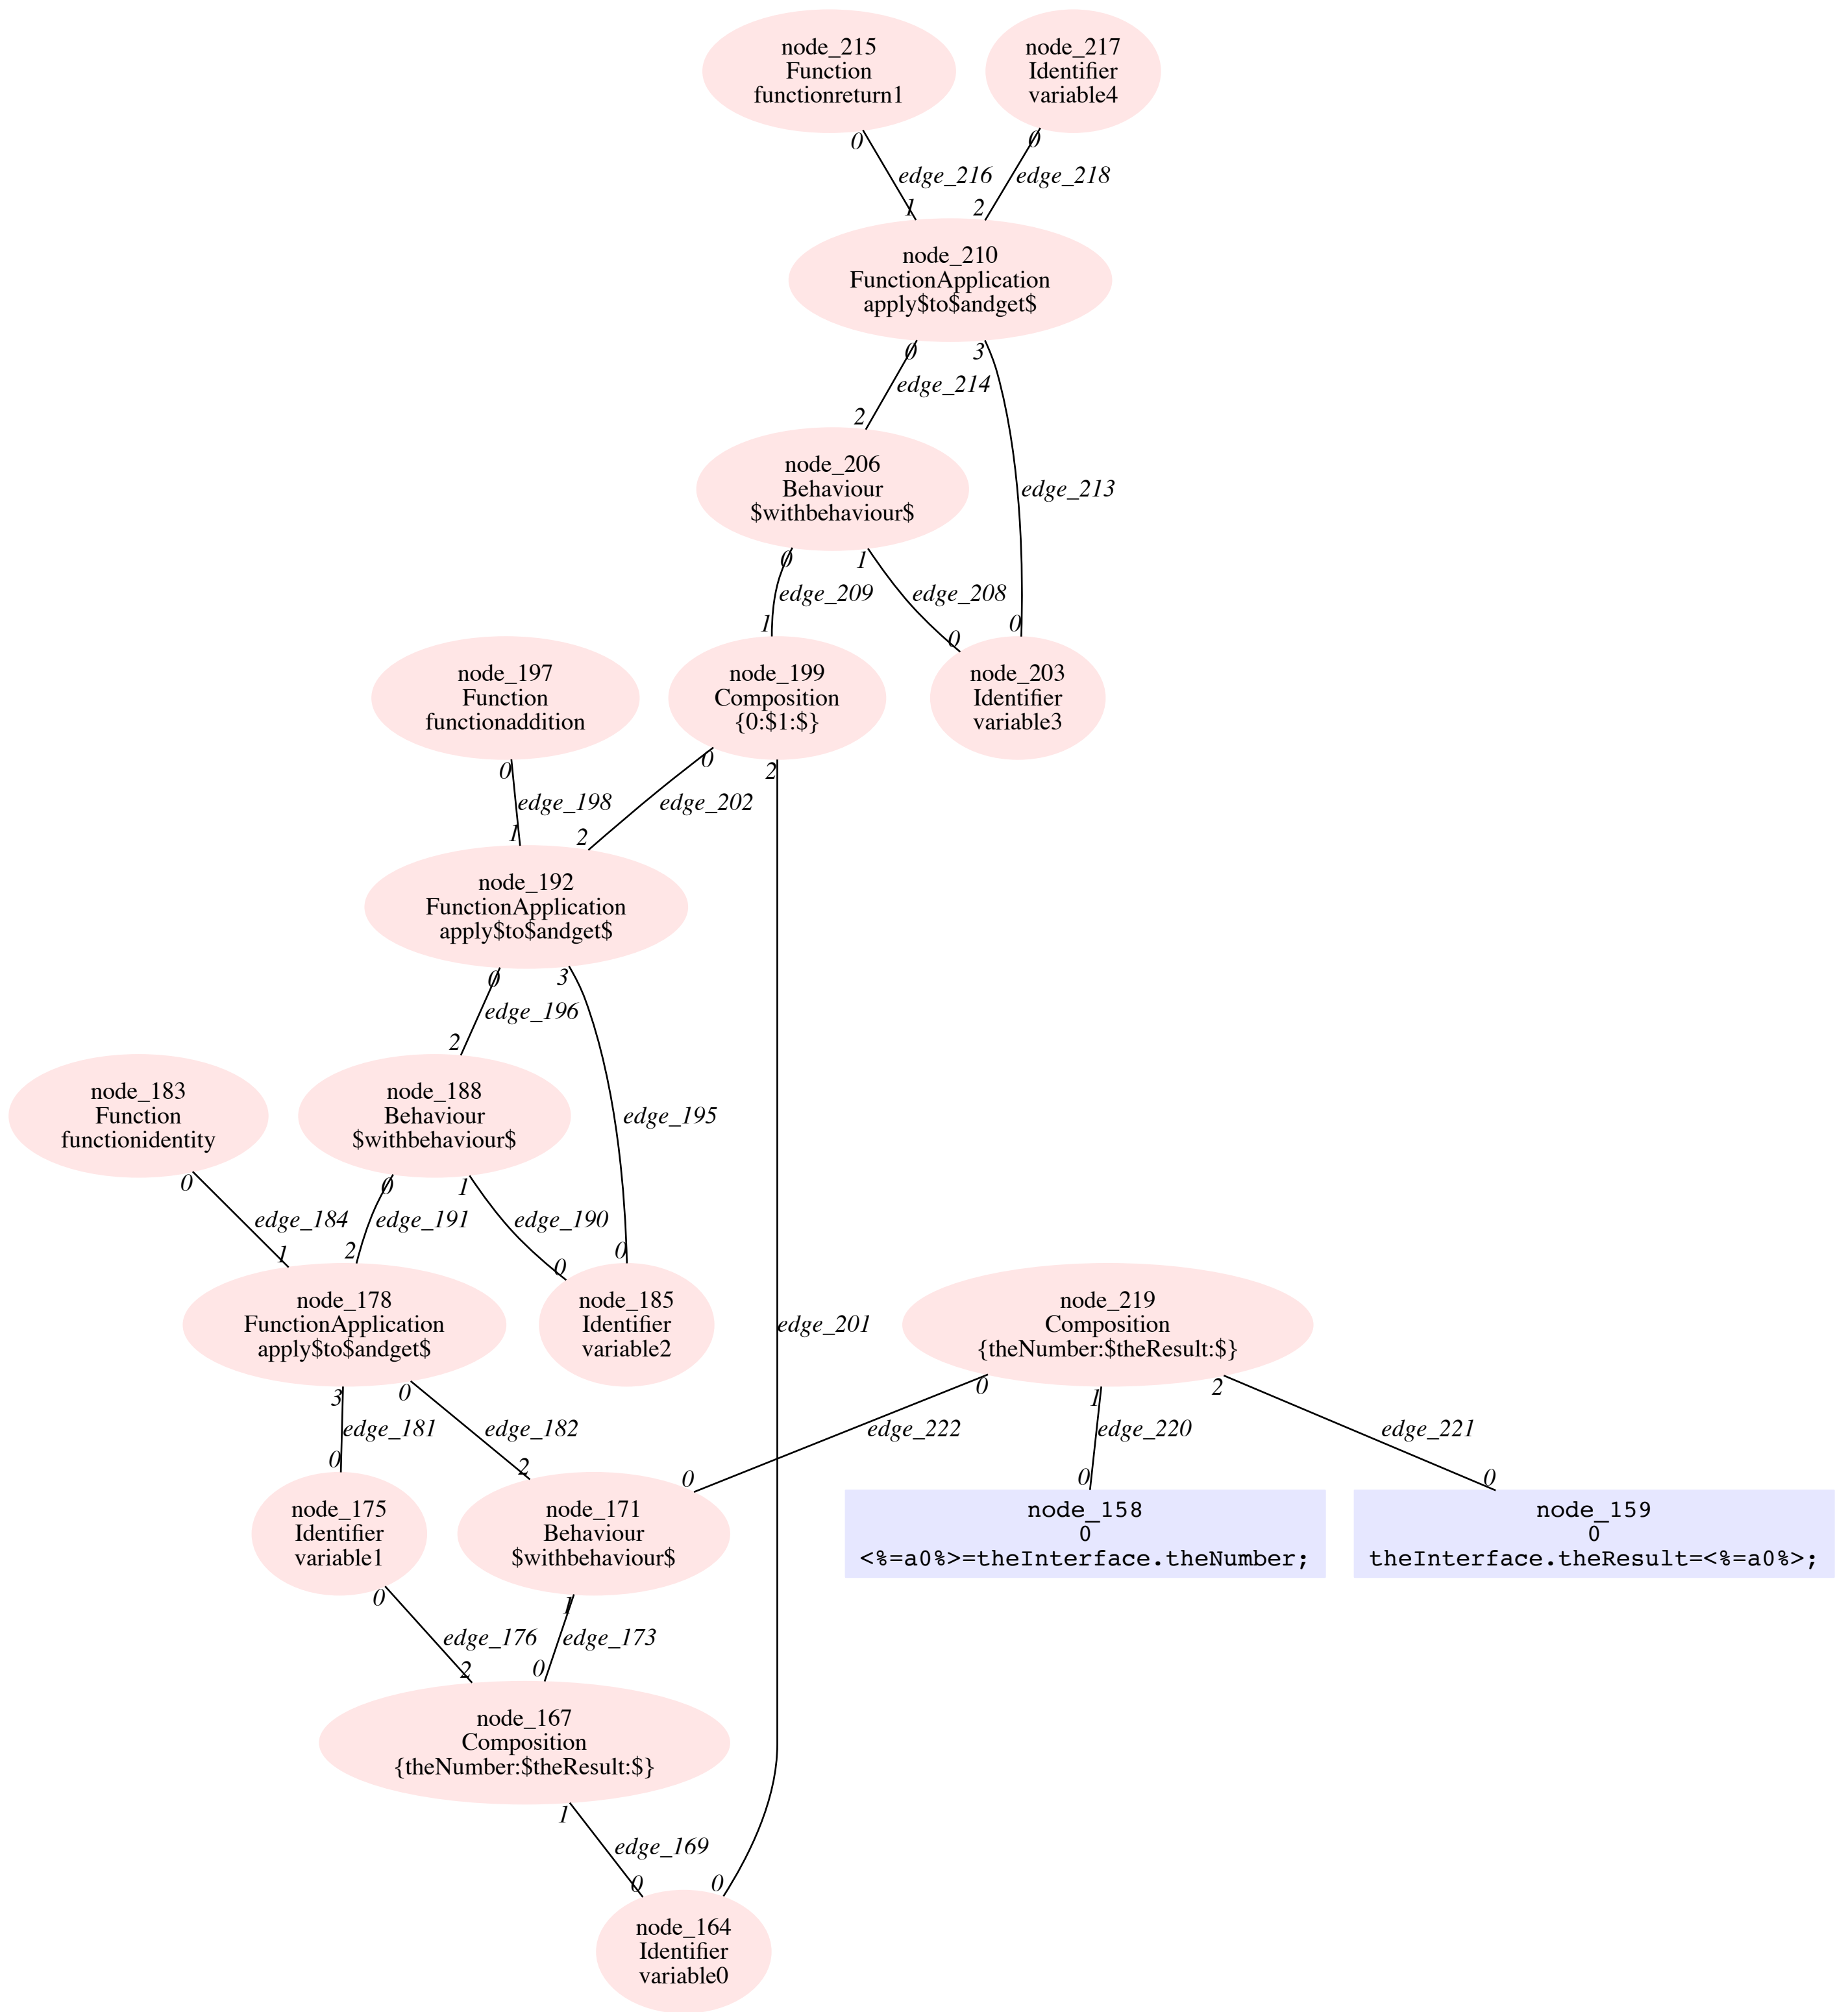 node_215
Function
functionreturn1
node_217
Identifier
variable4
0
0
edge_216
edge_218
1
2
node_210
FunctionApplication
apply$to$andget$
0
3
edge_214
2
node_206
Behaviour
$withbehaviour$
edge_213
0
1
edge_209
edge_208
1
0
0
node_197
Function
functionaddition
node_199
Composition
{0:$1:$}
node_203
Identifier
variable3
0
0
2
edge_198
edge_202
1
2
node_192
FunctionApplication
apply$to$andget$
0
3
edge_196
2
node_183
Function
functionidentity
node_188
Behaviour
$withbehaviour$
edge_195
0
0
1
edge_184
edge_191
edge_190
1
2
0
0
node_178
FunctionApplication
apply$to$andget$
node_185
Identifier
variable2
edge_201
node_219
Composition
{theNumber:$theResult:$}
3
0
0
1
2
edge_181
edge_182
edge_222
edge_220
edge_221
0
2
0
0
0
node_175
Identifier
variable1
node_171
Behaviour
$withbehaviour$
node_158
0
<%=a0%>=theInterface.theNumber;
node_159
0
theInterface.theResult=<%=a0%>;
0
1
edge_176
edge_173
2
0
node_167
Composition
{theNumber:$theResult:$}
1
edge_169
0
0
node_164
Identifier
variable0